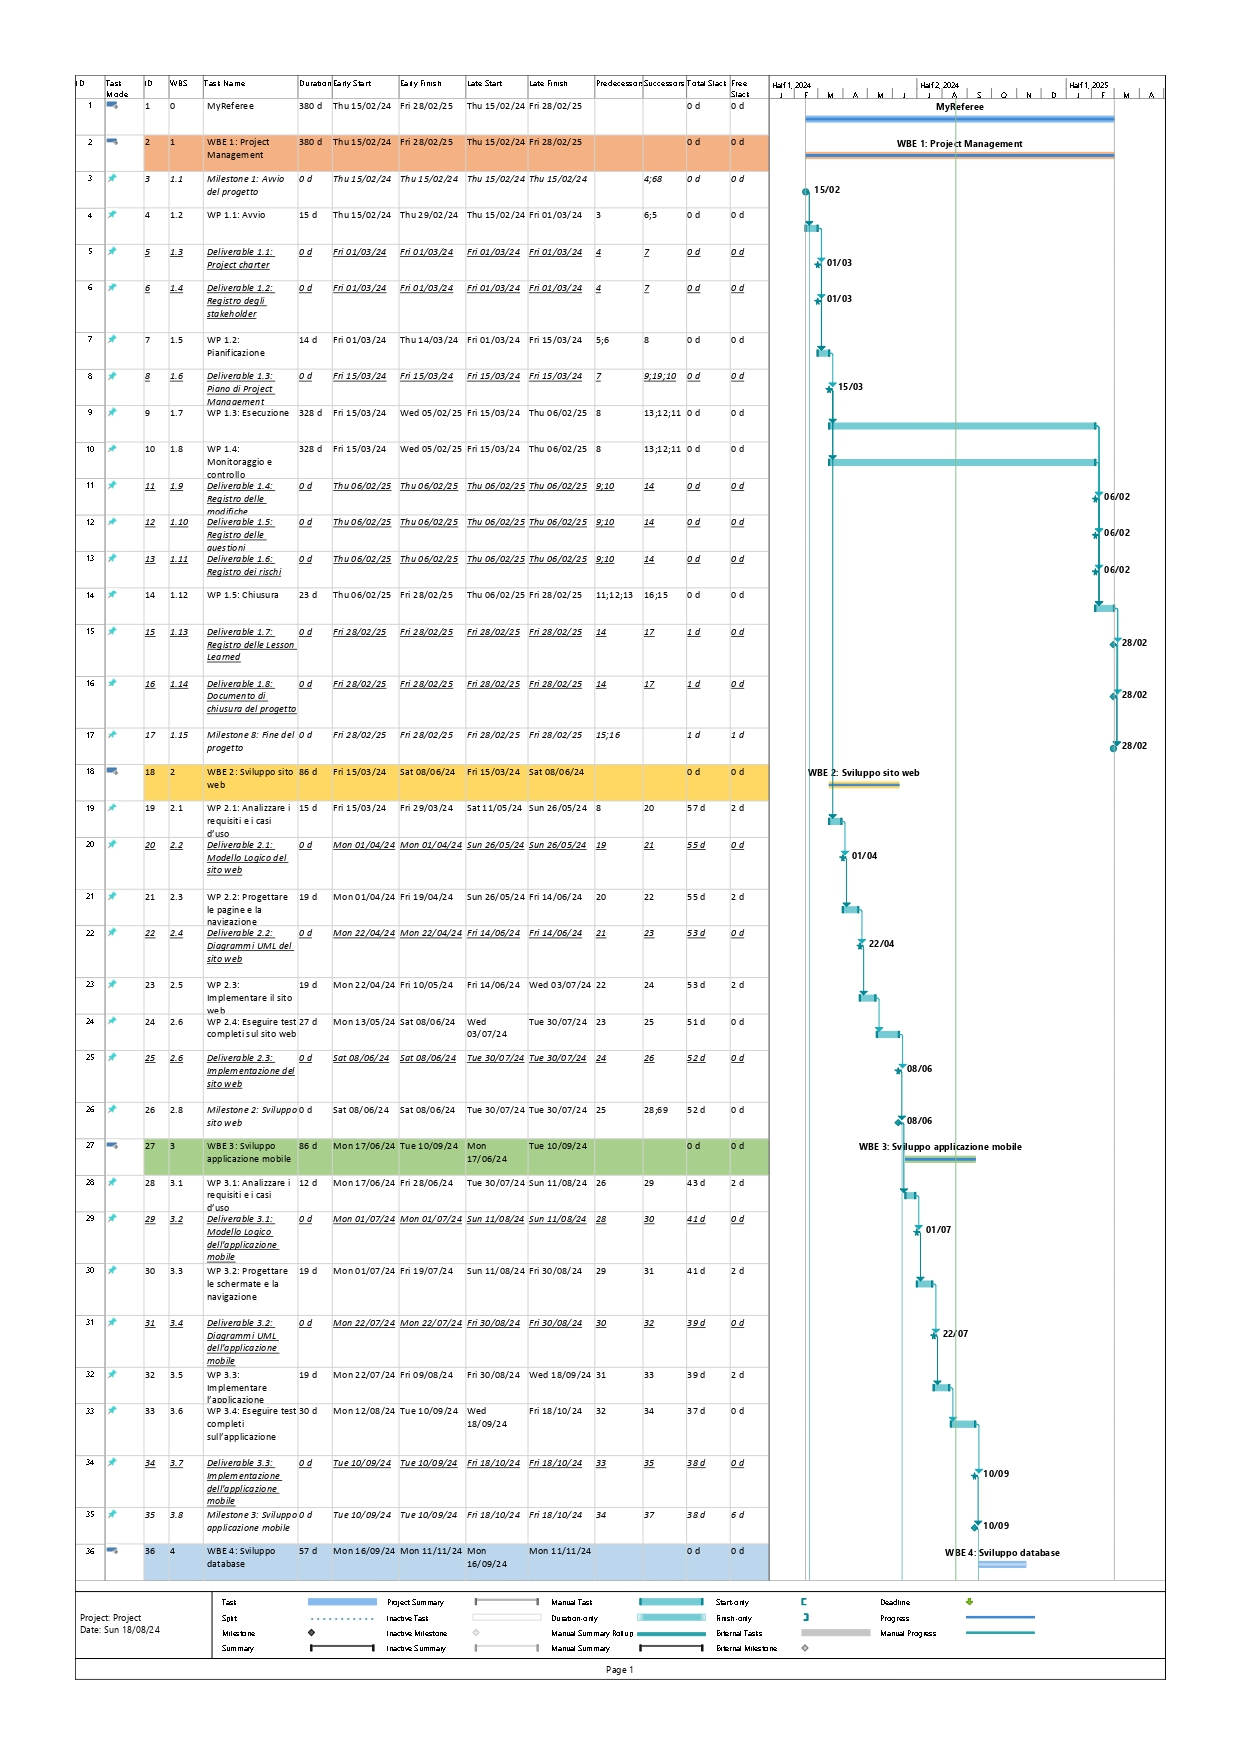 ID Task Mode ID WBS Task Name Duration Early Start Early Finish Late Start Late Finish Predecessors Successors Total Slack Free Slack
Half 1, 2024 Half 2, 2024 Half 1, 2025
J F M A M J J A S O N D J F M A
1 1 0 MyReferee 380 d Thu 15/02/24 Fri 28/02/25 Thu 15/02/24 Fri 28/02/25 0 d 0 d MyReferee
2 2 1 WBE 1: Project Management 380 d Thu 15/02/24 Fri 28/02/25 Thu 15/02/24 Fri 28/02/25 0 d 0 d WBE 1: Project Management
3 3 1.1 Milestone 1: Avvio del progetto 0 d Thu 15/02/24 Thu 15/02/24 Thu 15/02/24 Thu 15/02/24 4;68 0 d 0 d 15/02
4 4 1.2 WP 1.1: Avvio 15 d Thu 15/02/24 Thu 29/02/24 Thu 15/02/24 Fri 01/03/24 3 6;5 0 d 0 d
5 5 1.3 Deliverable 1.1: Project charter 0 d Fri 01/03/24 Fri 01/03/24 Fri 01/03/24 Fri 01/03/24 4 7 0 d 0 d 01/03
6 6 1.4 Deliverable 1.2: Registro degli stakeholder 0 d Fri 01/03/24 Fri 01/03/24 Fri 01/03/24 Fri 01/03/24 4 7 0 d 0 d 01/03
7 7 1.5 WP 1.2: Pianificazione 14 d Fri 01/03/24 Thu 14/03/24 Fri 01/03/24 Fri 15/03/24 5;6 8 0 d 0 d
8 8 1.6 Deliverable 1.3: Piano di Project Management 0 d Fri 15/03/24 Fri 15/03/24 Fri 15/03/24 Fri 15/03/24 7 9;19;10 0 d 0 d 15/03
9 9 1.7 WP 1.3: Esecuzione 328 d Fri 15/03/24 Wed 05/02/25 Fri 15/03/24 Thu 06/02/25 8 13;12;11 0 d 0 d
10 10 1.8 WP 1.4: Monitoraggio e controllo 328 d Fri 15/03/24 Wed 05/02/25 Fri 15/03/24 Thu 06/02/25 8 13;12;11 0 d 0 d
11 11 1.9 Deliverable 1.4: Registro delle modifiche 0 d Thu 06/02/25 Thu 06/02/25 Thu 06/02/25 Thu 06/02/25 9;10 14 0 d 0 d 06/02
12 12 1.10 Deliverable 1.5: Registro delle questioni 0 d Thu 06/02/25 Thu 06/02/25 Thu 06/02/25 Thu 06/02/25 9;10 14 0 d 0 d 06/02
13 13 1.11 Deliverable 1.6: Registro dei rischi 0 d Thu 06/02/25 Thu 06/02/25 Thu 06/02/25 Thu 06/02/25 9;10 14 0 d 0 d 06/02
14 14 1.12 WP 1.5: Chiusura 23 d Thu 06/02/25 Fri 28/02/25 Thu 06/02/25 Fri 28/02/25 11;12;13 16;15 0 d 0 d
15 15 1.13 Deliverable 1.7: Registro delle Lesson Learned 0 d Fri 28/02/25 Fri 28/02/25 Fri 28/02/25 Fri 28/02/25 14 17 1 d 0 d 28/02
16 16 1.14 Deliverable 1.8: Documento di chiusura del progetto 0 d Fri 28/02/25 Fri 28/02/25 Fri 28/02/25 Fri 28/02/25 14 17 1 d 0 d 28/02
17 17 1.15 Milestone 8: Fine del progetto 0 d Fri 28/02/25 Fri 28/02/25 Fri 28/02/25 Fri 28/02/25 15;16 1 d 1 d 28/02
18 18 2 WBE 2: Sviluppo sito web 86 d Fri 15/03/24 Sat 08/06/24 Fri 15/03/24 Sat 08/06/24 0 d 0 d WBE 2: Sviluppo sito web
19 19 2.1 WP 2.1: Analizzare i requisiti e i casi d'uso 15 d Fri 15/03/24 Fri 29/03/24 Sat 11/05/24 Sun 26/05/24 8 20 57 d 2 d
20 20 2.2 Deliverable 2.1: Modello Logico del sito web 0 d Mon 01/04/24 Mon 01/04/24 Sun 26/05/24 Sun 26/05/24 19 21 55 d 0 d 01/04
21 21 2.3 WP 2.2: Progettare le pagine e la navigazione 19 d Mon 01/04/24 Fri 19/04/24 Sun 26/05/24 Fri 14/06/24 20 22 55 d 2 d
22 22 2.4 Deliverable 2.2: Diagrammi UML del sito web 0 d Mon 22/04/24 Mon 22/04/24 Fri 14/06/24 Fri 14/06/24 21 23 53 d 0 d 22/04
23 23 2.5 WP 2.3: Implementare il sito web 19 d Mon 22/04/24 Fri 10/05/24 Fri 14/06/24 Wed 03/07/24 22 24 53 d 2 d
24 24 2.6 WP 2.4: Eseguire test completi sul sito web 27 d Mon 13/05/24 Sat 08/06/24 Wed 03/07/24 Tue 30/07/24 23 25 51 d 0 d
25 25 2.6 Deliverable 2.3: Implementazione del sito web 0 d Sat 08/06/24 Sat 08/06/24 Tue 30/07/24 Tue 30/07/24 24 26 52 d 0 d 08/06
26 26 2.8 Milestone 2: Sviluppo sito web 0 d Sat 08/06/24 Sat 08/06/24 Tue 30/07/24 Tue 30/07/24 25 28;69 52 d 0 d 08/06
27 27 3 WBE 3: Sviluppo applicazione mobile 86 d Mon 17/06/24 Tue 10/09/24 Mon 17/06/24 Tue 10/09/24 0 d 0 d WBE 3: Sviluppo applicazione mobile
28 28 3.1 WP 3.1: Analizzare i requisiti e i casi d'uso 12 d Mon 17/06/24 Fri 28/06/24 Tue 30/07/24 Sun 11/08/24 26 29 43 d 2 d
29 29 3.2 Deliverable 3.1: Modello Logico dell'applicazione mobile 0 d Mon 01/07/24 Mon 01/07/24 Sun 11/08/24 Sun 11/08/24 28 30 41 d 0 d 01/07
30 30 3.3 WP 3.2: Progettare le schermate e la navigazione 19 d Mon 01/07/24 Fri 19/07/24 Sun 11/08/24 Fri 30/08/24 29 31 41 d 2 d
31 31 3.4 Deliverable 3.2: Diagrammi UML dell'applicazione mobile 0 d Mon 22/07/24 Mon 22/07/24 Fri 30/08/24 Fri 30/08/24 30 32 39 d 0 d 22/07
32 32 3.5 WP 3.3: Implementare l'applicazione 19 d Mon 22/07/24 Fri 09/08/24 Fri 30/08/24 Wed 18/09/24 31 33 39 d 2 d
33 33 3.6 WP 3.4: Eseguire test completi sull'applicazione 30 d Mon 12/08/24 Tue 10/09/24 Wed 18/09/24 Fri 18/10/24 32 34 37 d 0 d
34 34 3.7 Deliverable 3.3: Implementazione dell'applicazione mobile 0 d Tue 10/09/24 Tue 10/09/24 Fri 18/10/24 Fri 18/10/24 33 35 38 d 0 d 10/09
35 35 3.8 Milestone 3: Sviluppo applicazione mobile 0 d Tue 10/09/24 Tue 10/09/24 Fri 18/10/24 Fri 18/10/24 34 37 38 d 6 d 10/09
36 36 4 WBE 4: Sviluppo database 57 d Mon 16/09/24 Mon 11/11/24 Mon 16/09/24 Mon 11/11/24 0 d 0 d WBE 4: Sviluppo database
Project: Project
Date: Sun 18/08/24
Task Project Summary Manual Task Start-only Deadline
Split Inactive Task Duration-only Finish-only Progress
Milestone Inactive Milestone Manual Summary Rollup External Tasks Manual Progress
Summary Inactive Summary Manual Summary External Milestone
Page 1